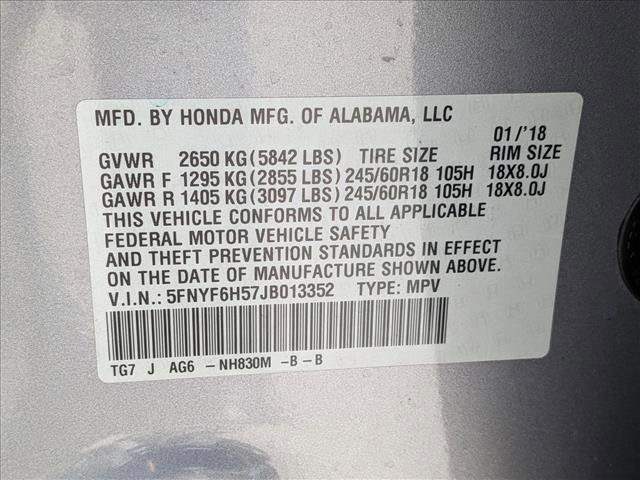 MFD. BY HONDA MFG. OF ALABAMA, LLC
01/'18
GVWR 2650 KG(5842 LBS) TIRE SIZE RIM SIZE
GAWR F 1295 KG(2855 LBS)245/60R18 105H 18X8.0J
GAWR R 1405 KG(3097 LBS)245/60R18 105H 18X8.0J
THIS VEHICLE CONFORMS TO ALL APPLICABLE
FEDERAL MOTOR VEHICLE SAFETY
AND THEFT PREVENTION STANDARDS IN EFFECT
ON THE DATE OF MANUFACTURE SHOWN ABOVE.
V.I.N.: 5FNYF6H57JB013352 TYPE: MPV
TG7 J AG6 -NH830M -B-B